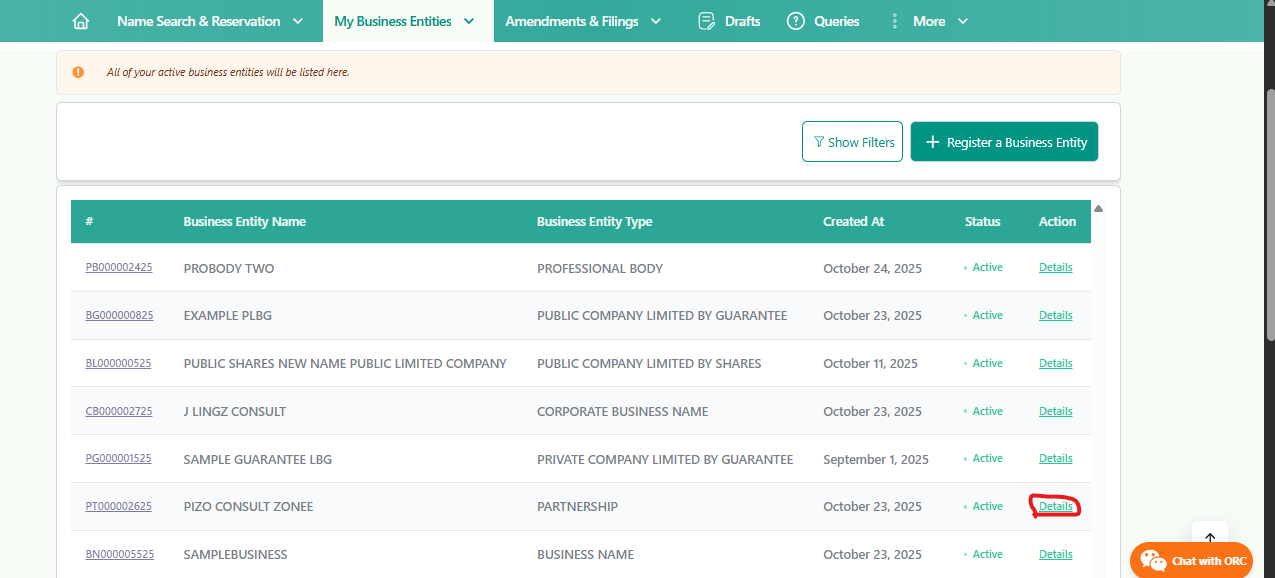 Name Search & Reservation My Business Entities Amendments & Filings Drafts Queries More
All of your active business entities will be listed here.
Show Filters Register a Business Entity
# Business Entity Name Business Entity Type Created At Status Action
PB000002425 PROBODY TWO PROFESSIONAL BODY October 24, 2025 Active Details
BG000000825 EXAMPLE PLBG PUBLIC COMPANY LIMITED BY GUARANTEE October 23, 2025 Active Details
BL000000525 PUBLIC SHARES NEW NAME PUBLIC LIMITED COMPANY PUBLIC COMPANY LIMITED BY SHARES October 11, 2025 Active Details
CB000002725 J LINGZ CONSULT CORPORATE BUSINESS NAME October 23, 2025 Active Details
PG000001525 SAMPLE GUARANTEE LBG PRIVATE COMPANY LIMITED BY GUARANTEE September 1, 2025 Active Details
PT000002625 PIZO CONSULT ZONEE PARTNERSHIP October 23, 2025 Active Details
BN000005525 SAMPLEBUSINESS BUSINESS NAME October 23, 2025 Active Details
Chat with ORC